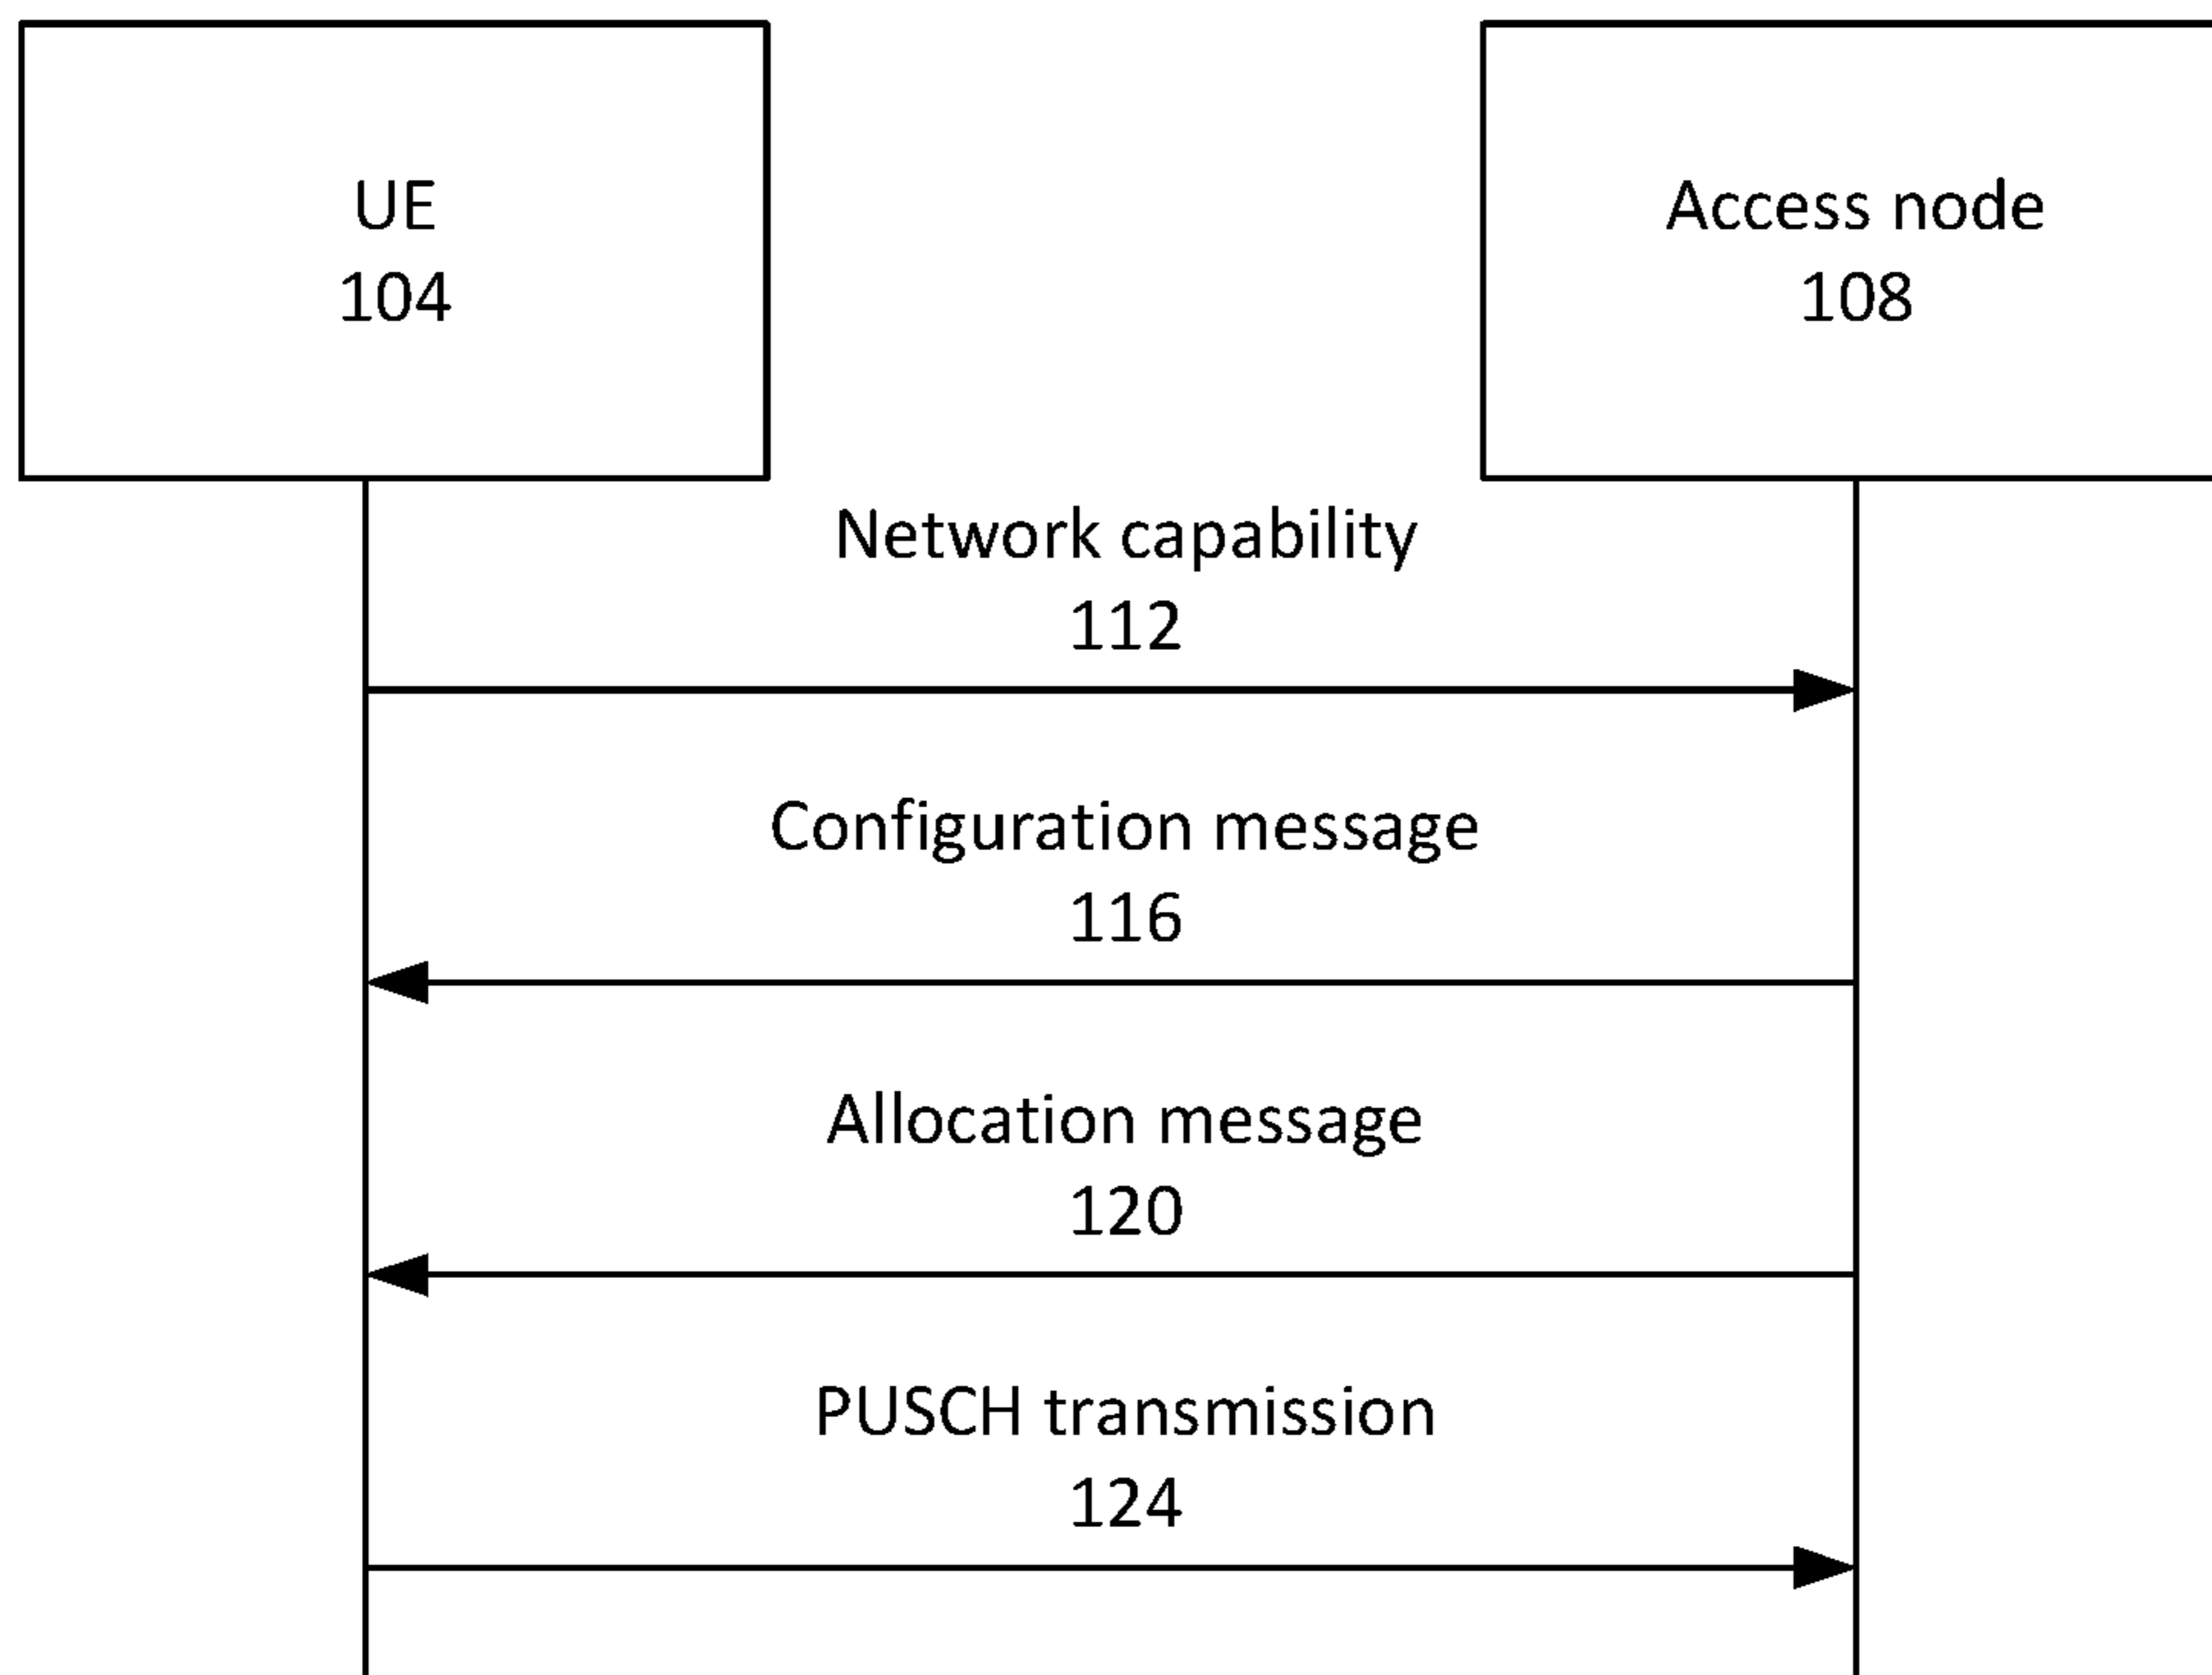 UE
104
Access node
108
Network capability
112
Configuration message
116
Allocation message
120
PUSCH transmission
124